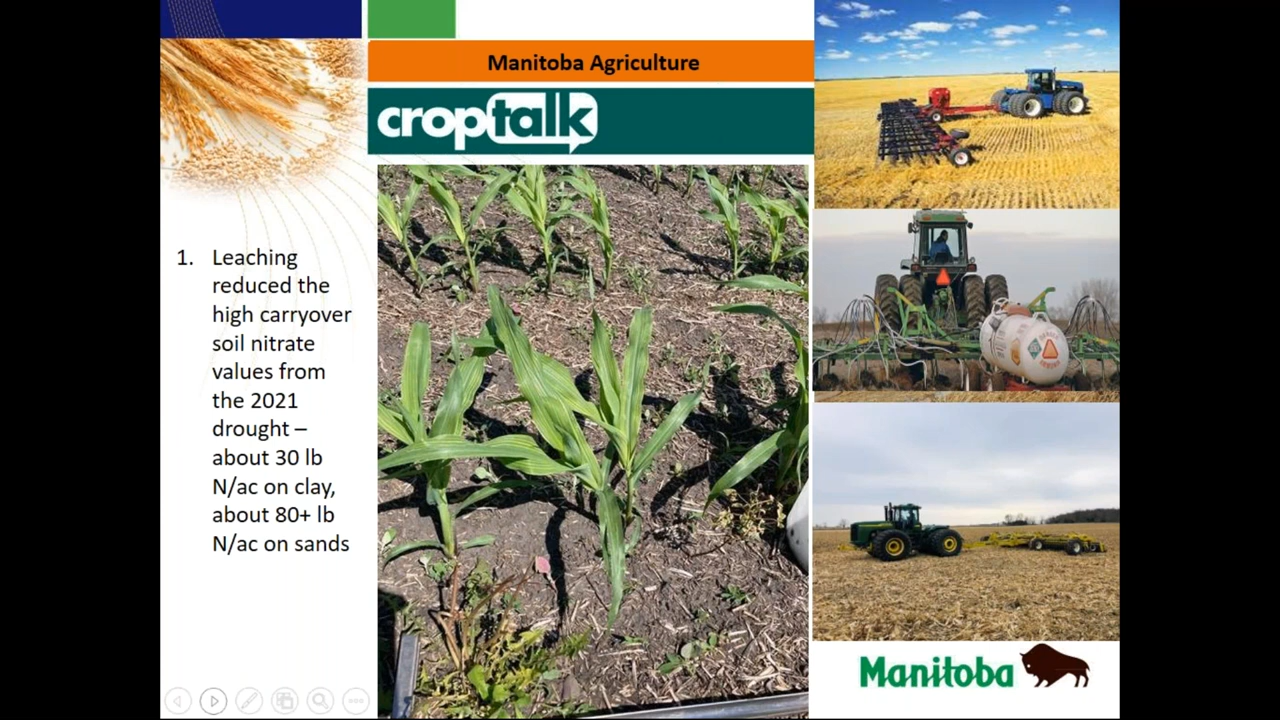 Manitoba Agriculture
croptalk
1. Leaching
reduced the
high carryover
soil nitrate
values from
the 2021
drought –
about 30 lb
N/ac on clay,
about 80+ lb
N/ac on sands
Manitoba